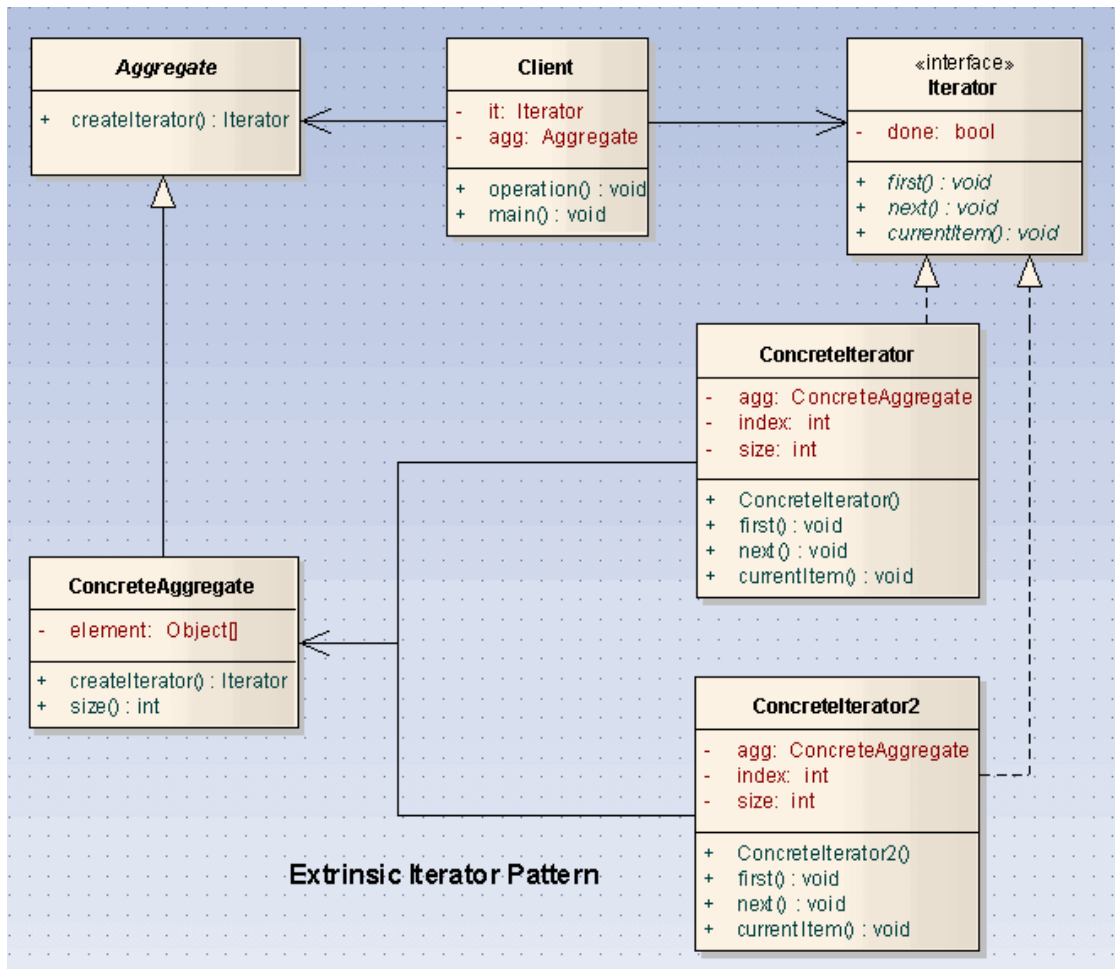 Aggregate
+ createIterator() : Iterator
Client
- it: Iterator
- agg: Aggregate
+ operation() : void
+ main() : void
«interface»
Iterator
- done: bool
+ first() : void
+ next() : void
+ currentItem() : void
ConcreteIterator
- agg: ConcreteAggregate
- index: int
- size: int
+ ConcreteIterator()
+ first() : void
+ next() : void
+ currentItem() : void
ConcreteAggregate
- element: Object[]
+ createIterator() : Iterator
+ size() : int
ConcreteIterator2
- agg: ConcreteAggregate
- index: int
- size: int
+ ConcreteIterator2()
+ first() : void
+ next() : void
+ currentItem() : void
Extrinsic Iterator Pattern